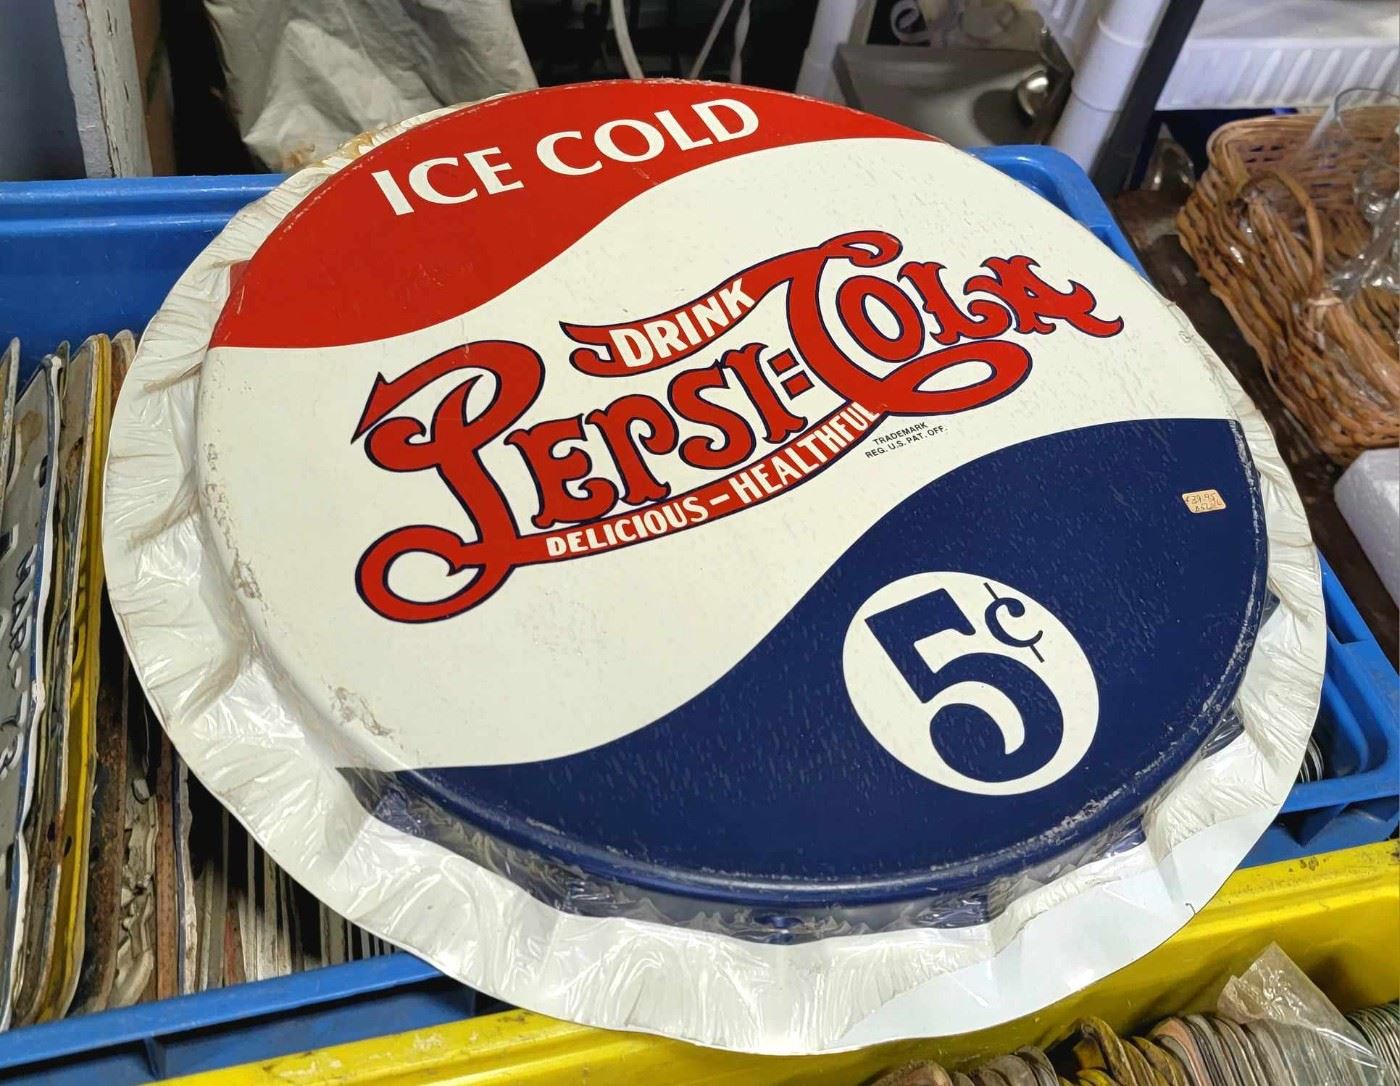 ICE COLD
DRINK
PEPSI=COLA
DELICIOUS-HEALTHFUL
TRADEMARK
REG. U.S. PAT. OFF.
5¢